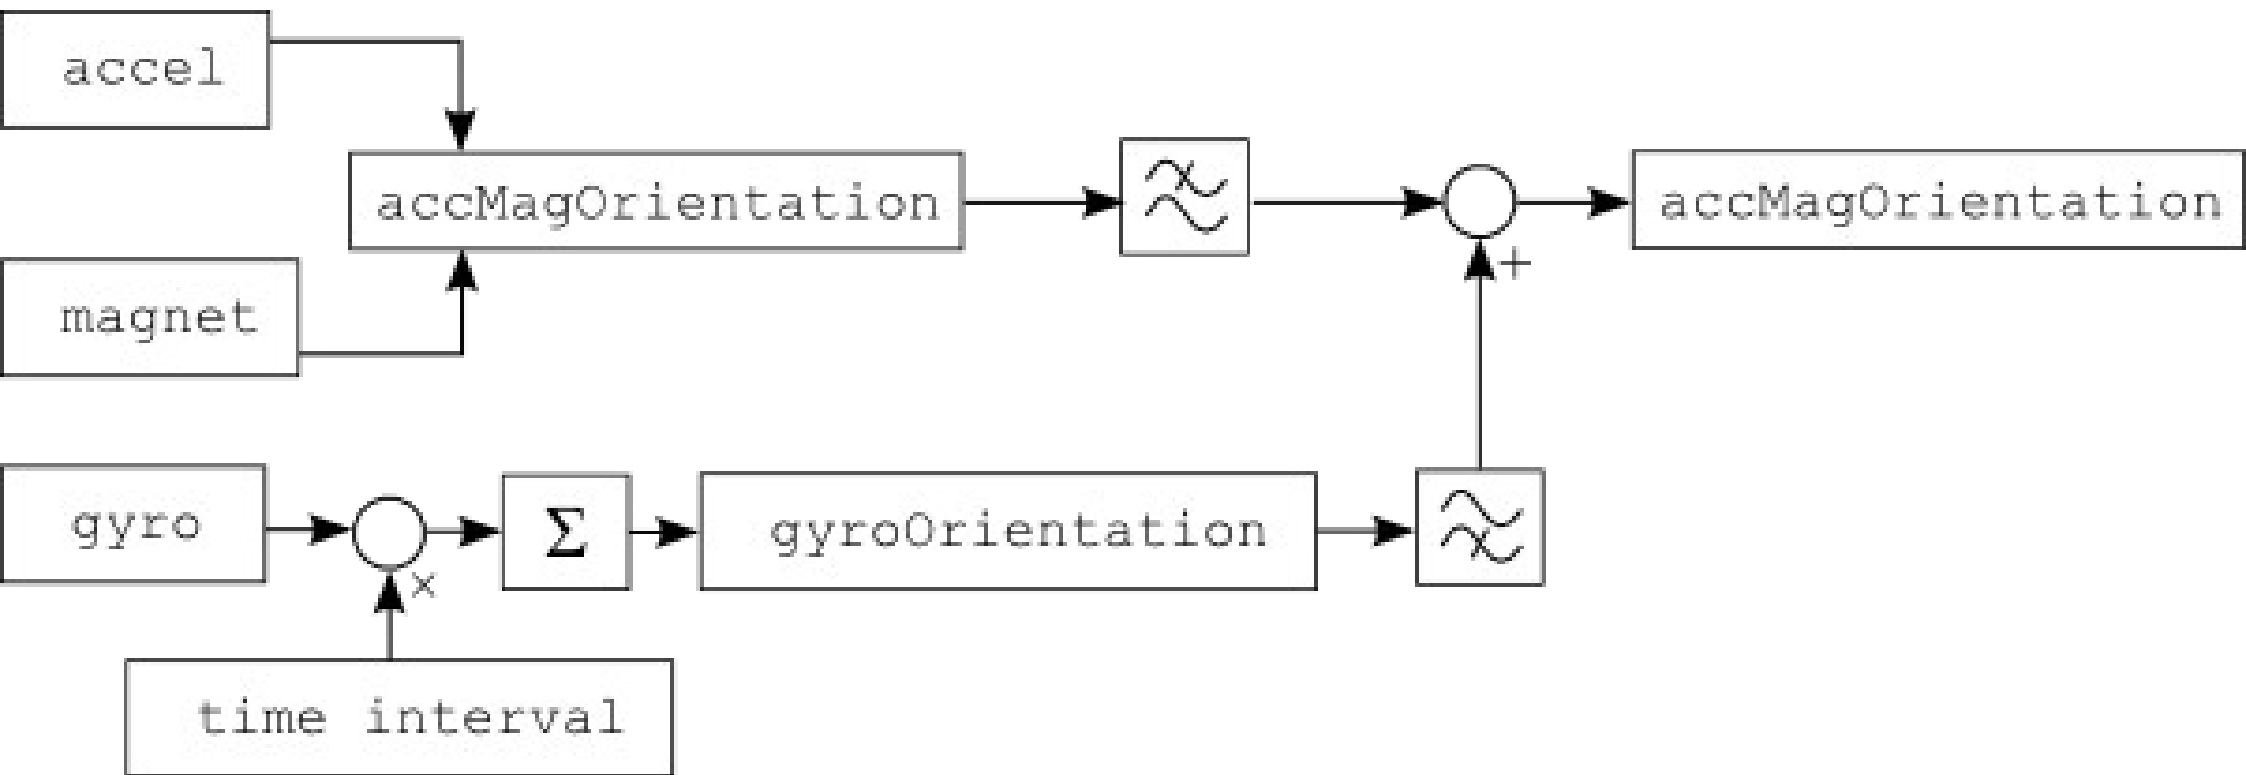 accel
accMagOrientation
accMagOrientation
magnet
+
gyro
Σ
gyroOrientation
×
time interval